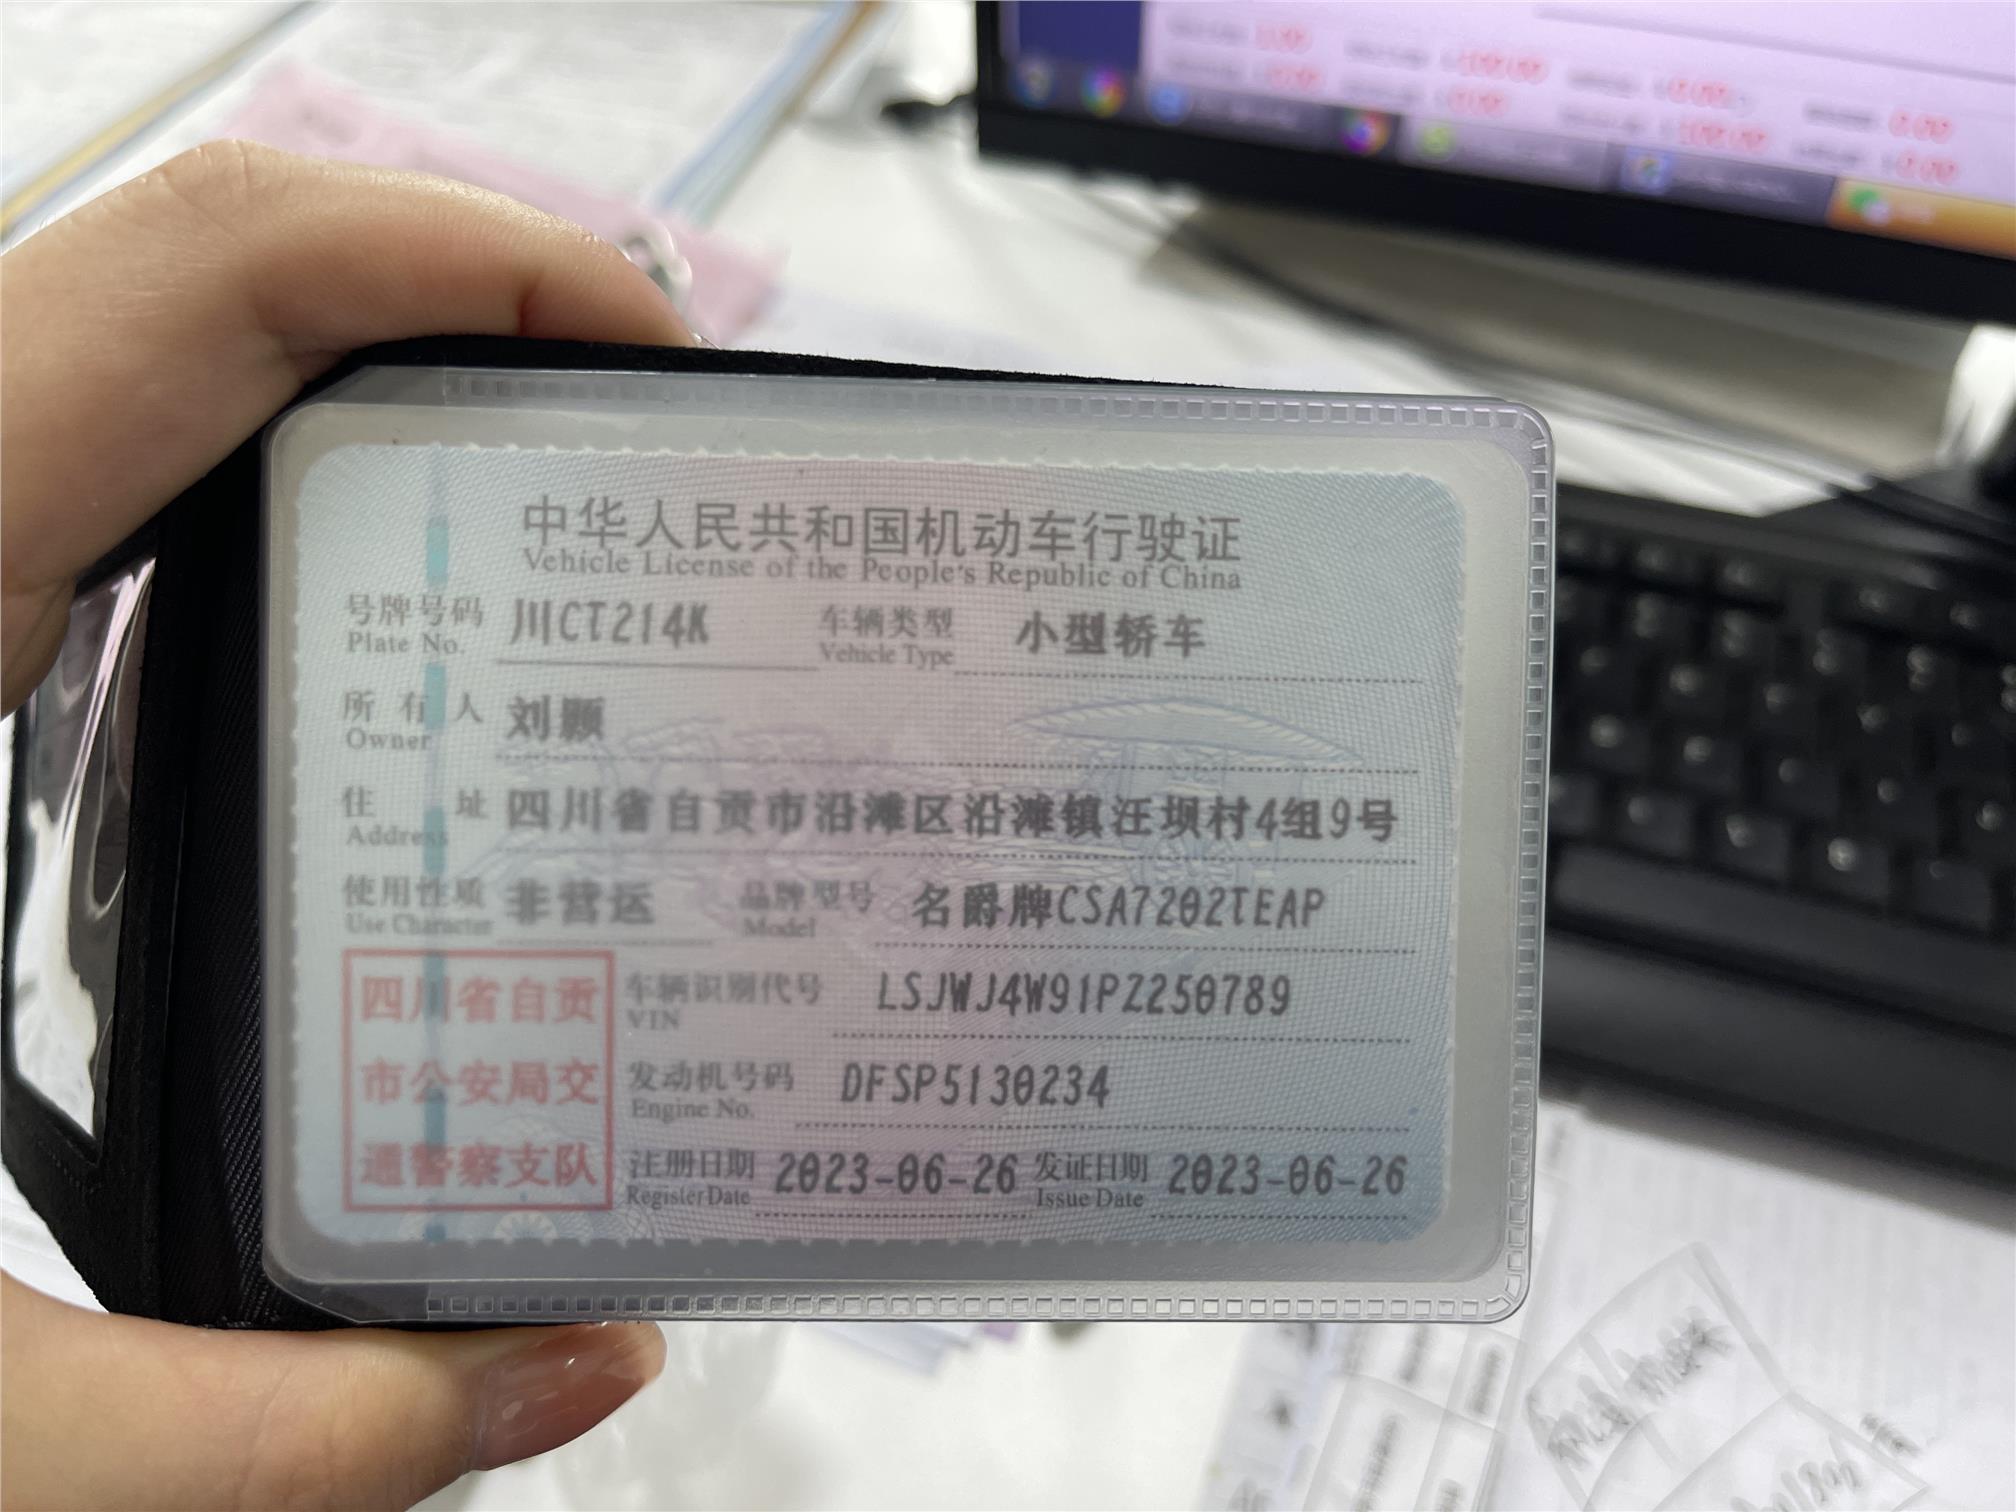 中华人民共和国机动车行驶证
Vehicle License of the People's Republic of China
号牌号码 川CT214K 车辆类型 小型轿车
Plate No. Vehicle Type
所有人 刘颖
Owner
住址 四川省自贡市沿滩区沿滩镇汪坝村4组9号
Address
使用性质 非营运 品牌型号 名爵牌CSA7202TEAP
Use Character Model
四川省自贡
市公安局交
通警察支队
车辆识别代号 LSJWJ4W91PZ250789
VIN
发动机号码 DFSP5130234
Engine No.
注册日期 2023-06-26 发证日期 2023-06-26
Register Date Issue Date